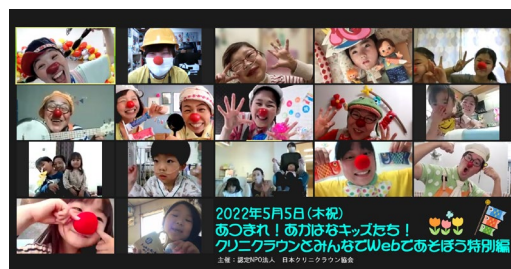 2022年5月5日(木祝)
あつまれ!あかはなキッズたち!
クリニクラウンとみんなでWebであそぼう特別編
主催:認定NPO法人 日本クリニクラウン協会